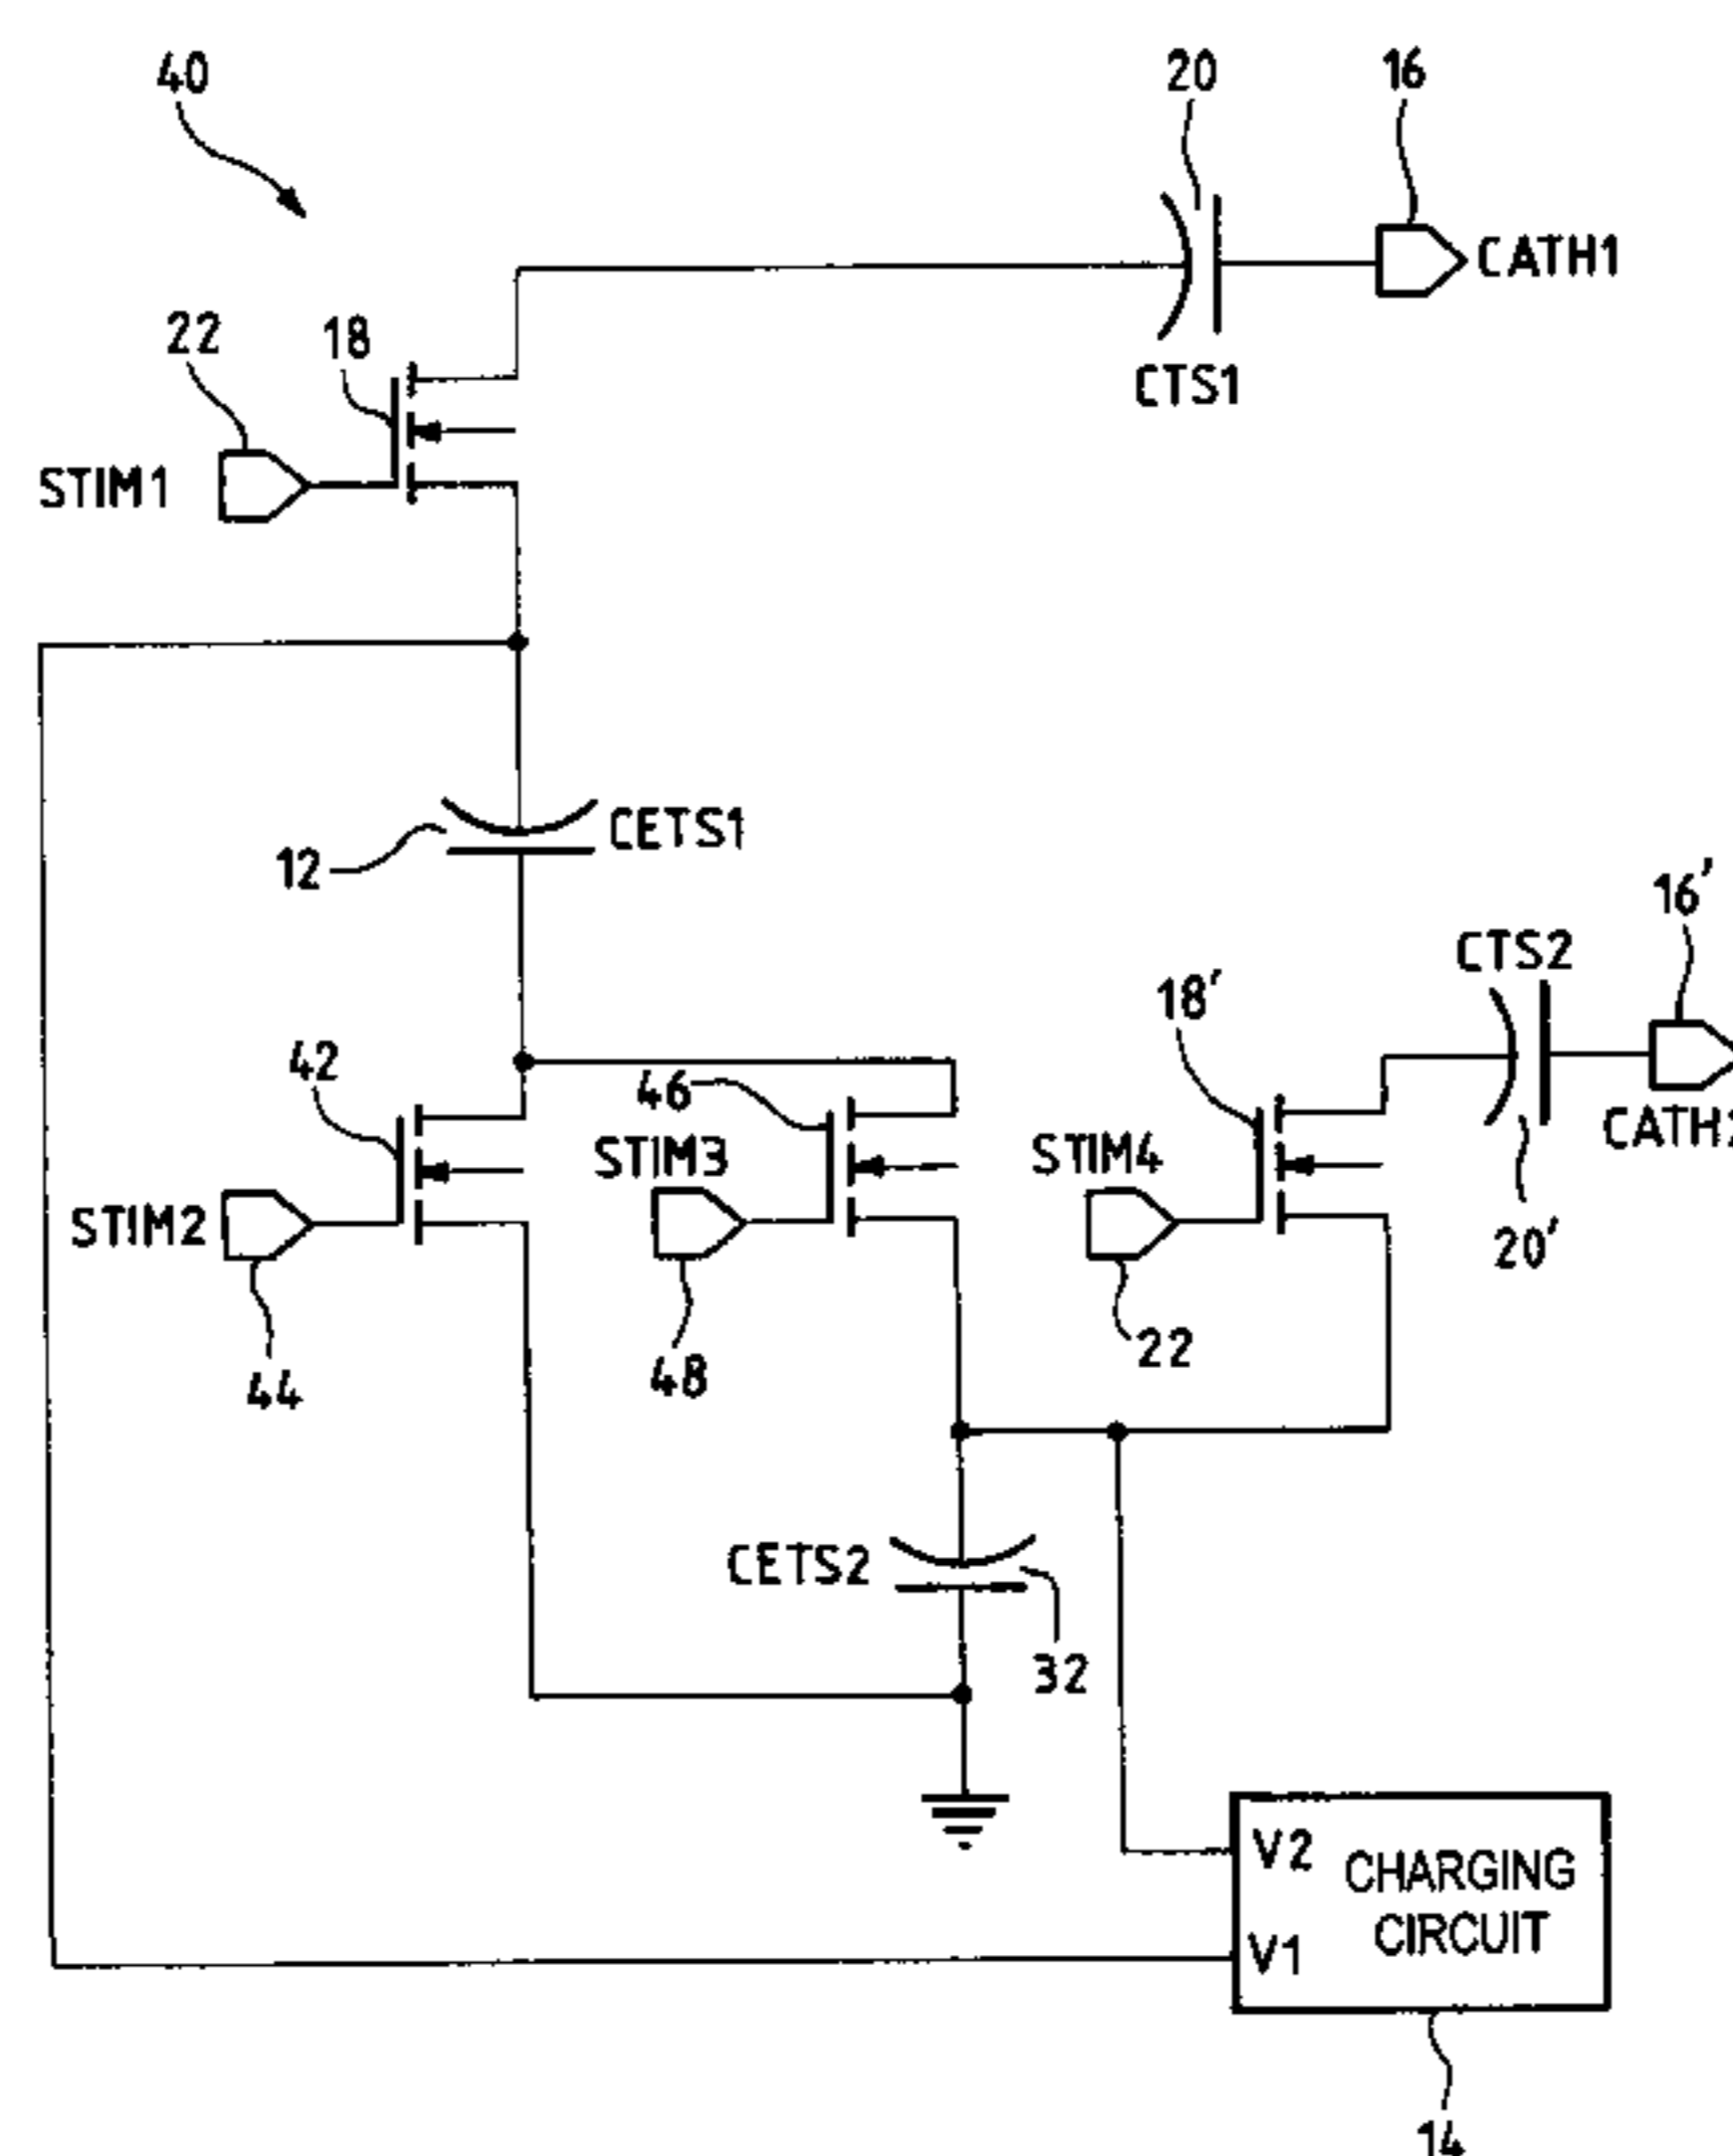 40
20
16
CATH1
22
18
CTS1
STIM1
CETS1
12
16′
CTS2
18′
42
46
STIM3
STIM4
STIM2
20′
22
44
48
CETS2
32
V2
CHARGING
CIRCUIT
V1
14